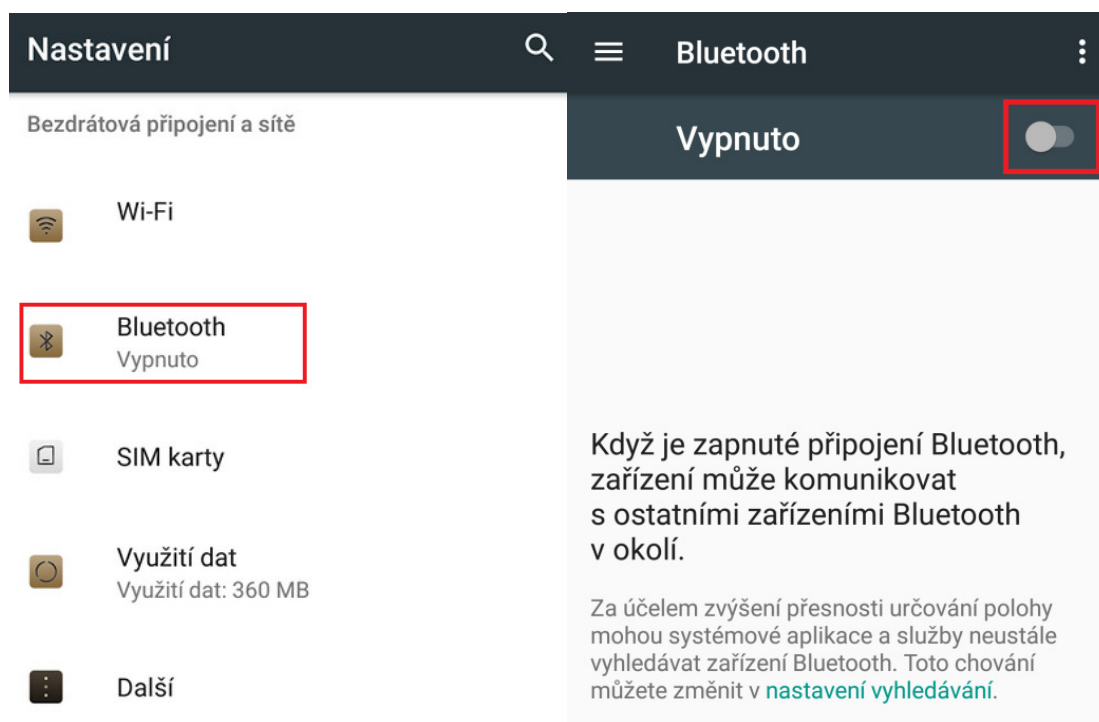 Nastavení
Bezdrátová připojení a sítě
Wi-Fi
Bluetooth
Vypnuto
SIM karty
Využití dat
Využití dat: 360 MB
Další
Bluetooth
Vypnuto
Když je zapnuté připojení Bluetooth,
zařízení může komunikovat
s ostatními zařízeními Bluetooth
v okolí.
Za účelem zvýšení přesnosti určování polohy
mohou systémové aplikace a služby neustále
vyhledávat zařízení Bluetooth. Toto chování
můžete změnit v nastavení vyhledávání.